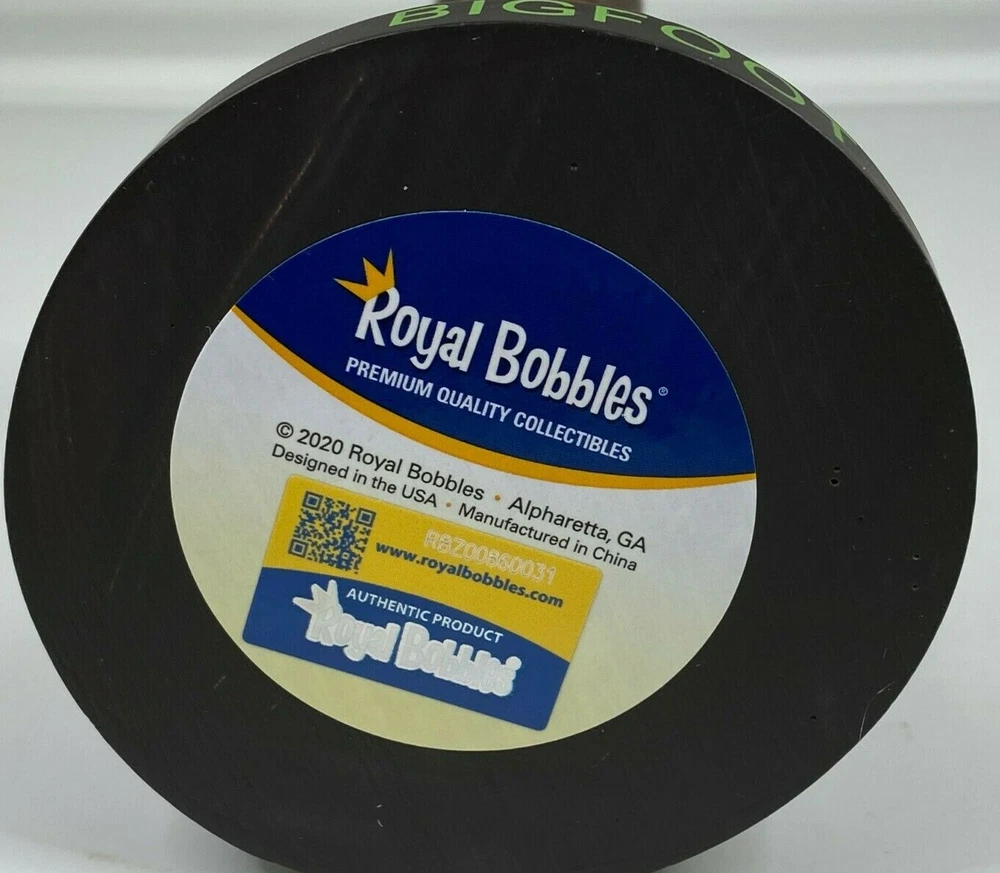 BIGFOOT
Royal Bobbles®
PREMIUM QUALITY COLLECTIBLES
© 2020 Royal Bobbles • Alpharetta, GA
Designed in the USA • Manufactured in China
RBZ00860031
www.royalbobbles.com
AUTHENTIC PRODUCT
Royal Bobbles